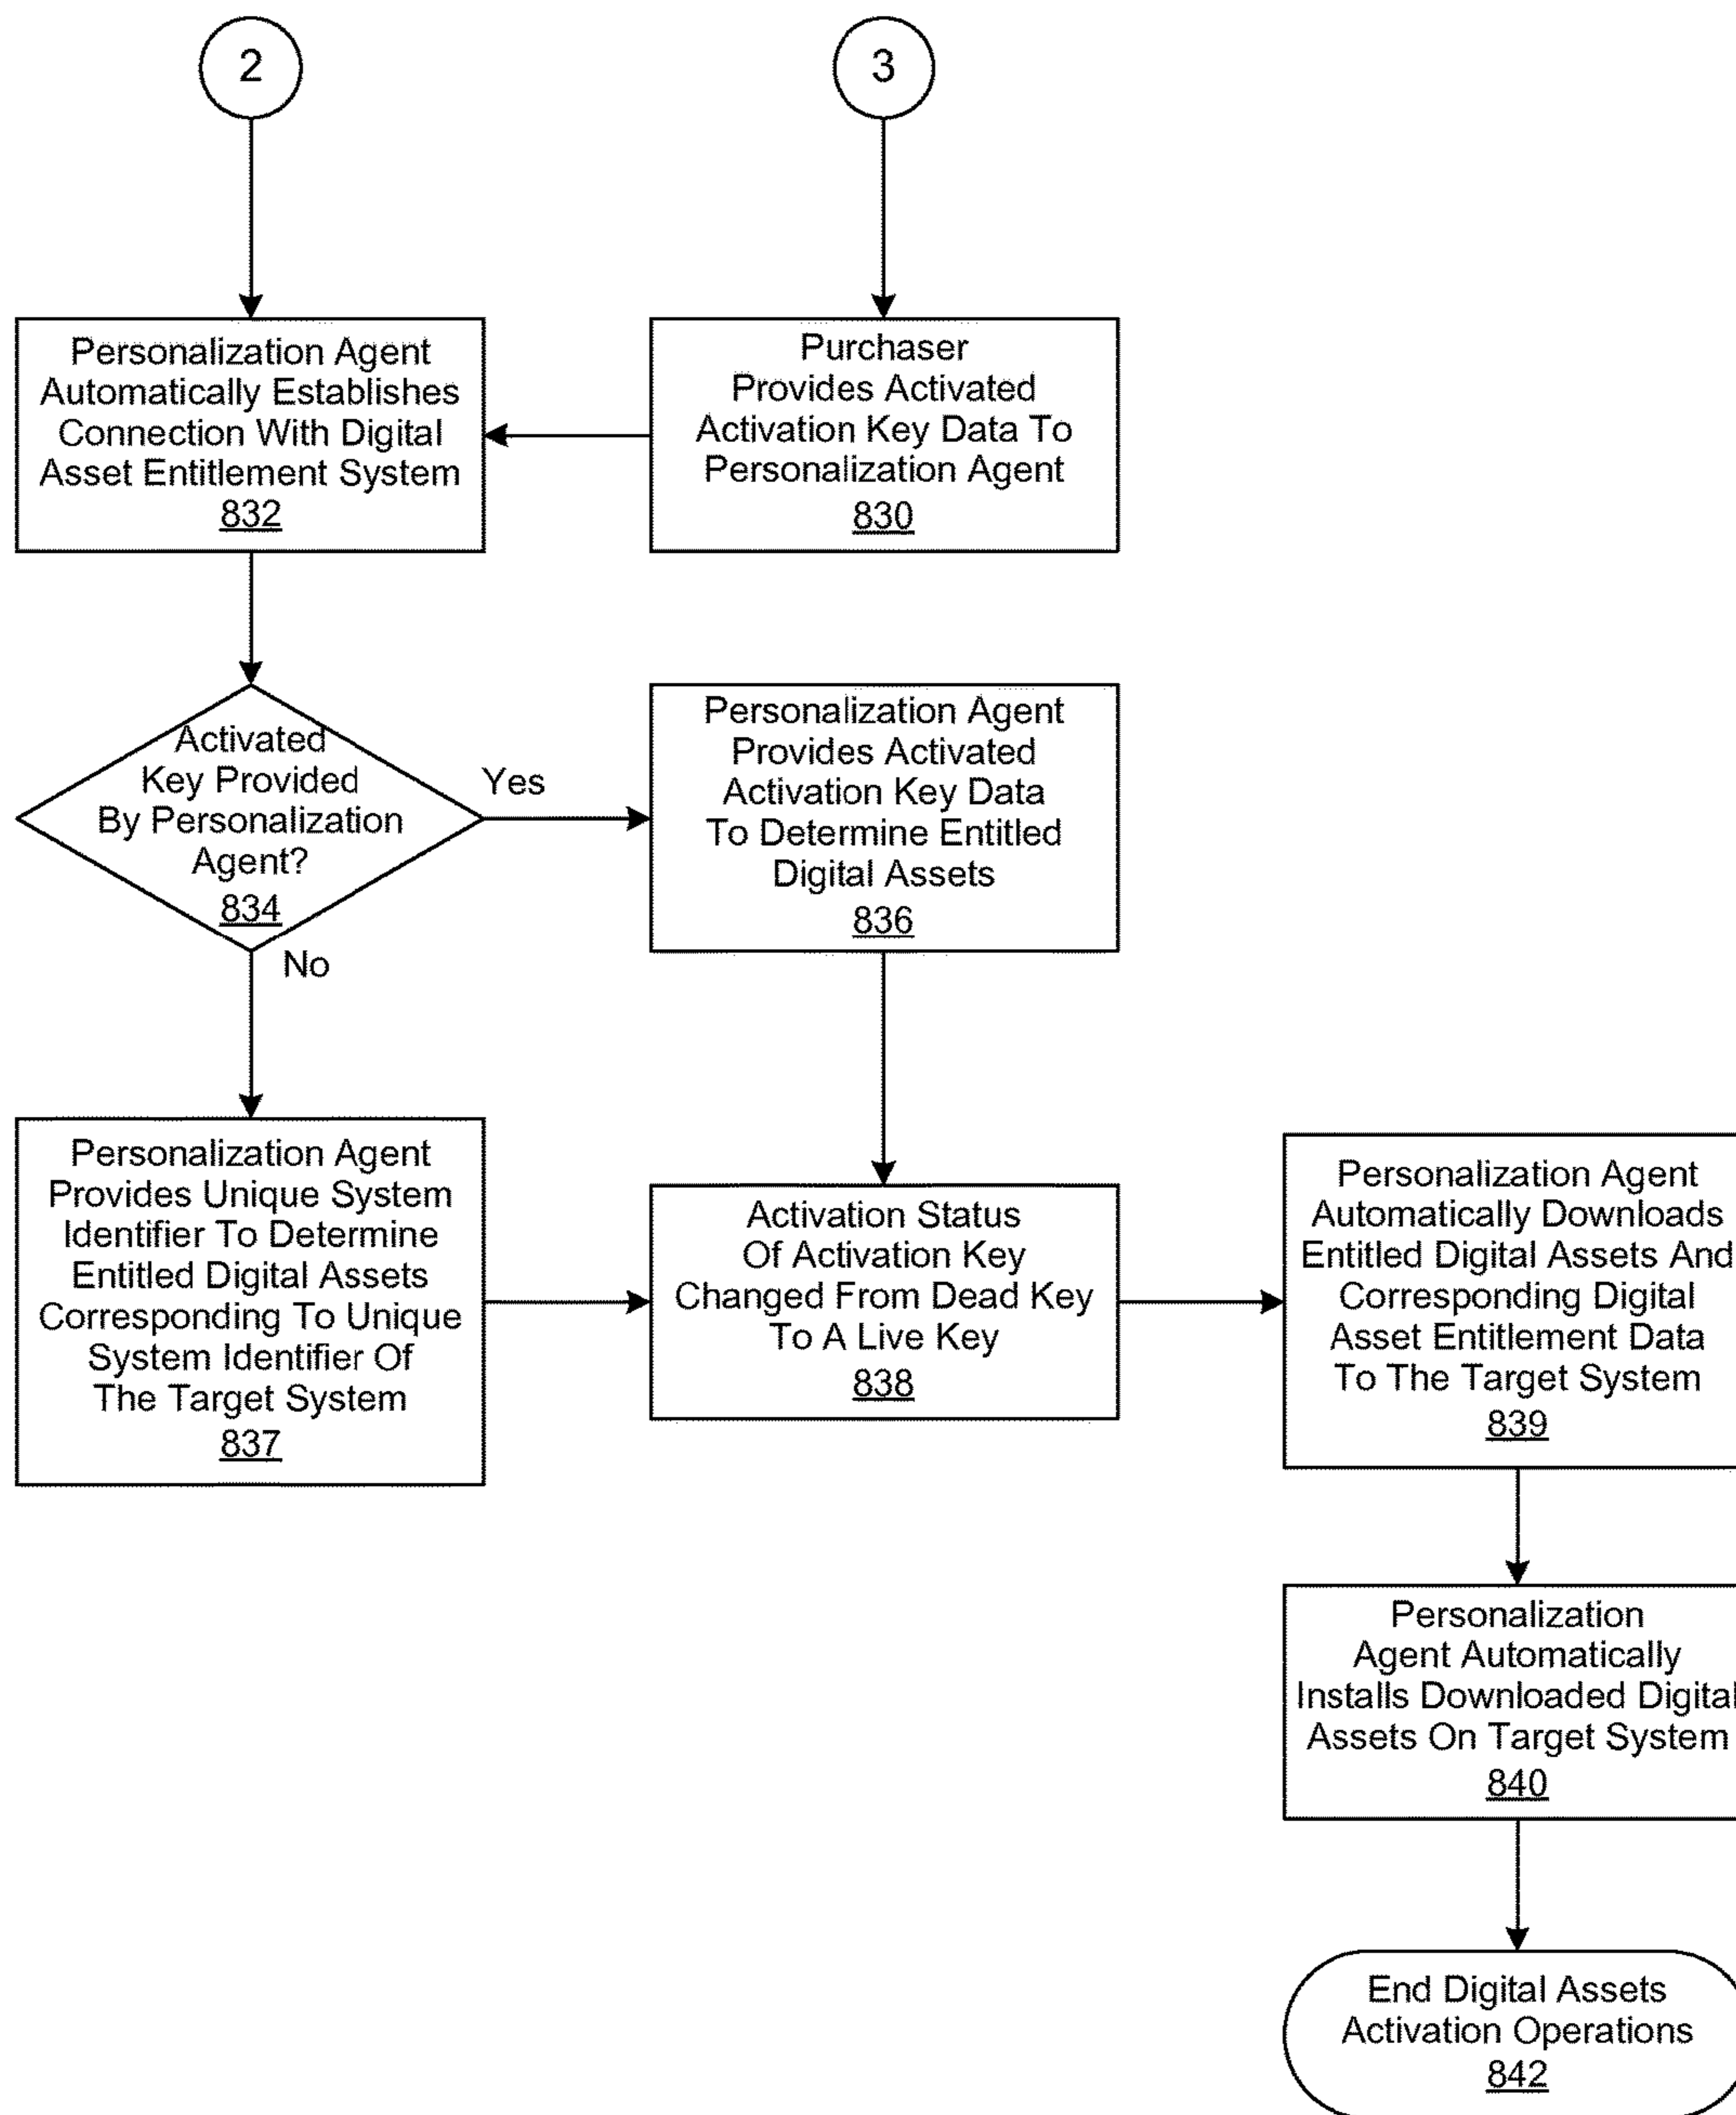 2
3
Personalization Agent
Automatically Establishes
Connection With Digital
Asset Entitlement System
832
Purchaser
Provides Activated
Activation Key Data To
Personalization Agent
830
Activated
Key Provided
By Personalization
Agent?
834
Yes
No
Personalization Agent
Provides Activated
Activation Key Data
To Determine Entitled
Digital Assets
836
Personalization Agent
Provides Unique System
Identifier To Determine
Entitled Digital Assets
Corresponding To Unique
System Identifier Of
The Target System
837
Activation Status
Of Activation Key
Changed From Dead Key
To A Live Key
838
Personalization Agent
Automatically Downloads
Entitled Digital Assets And
Corresponding Digital
Asset Entitlement Data
To The Target System
839
Personalization
Agent Automatically
Installs Downloaded Digital
Assets On Target System
840
End Digital Assets
Activation Operations
842